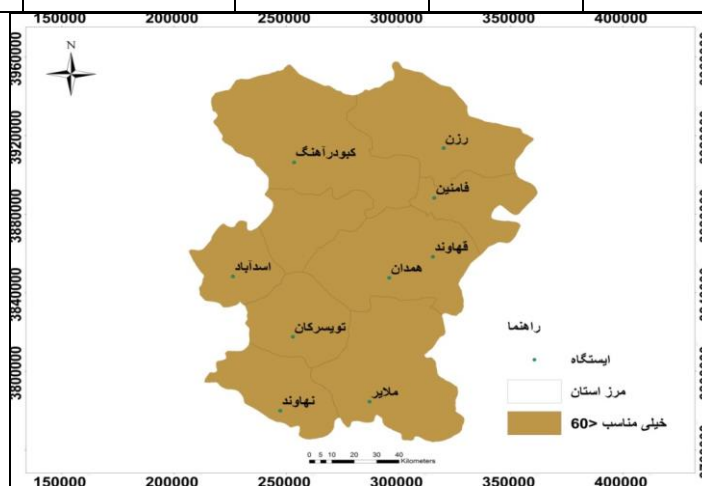 150000 200000 250000 300000 350000 400000
N
3960000
3920000
3880000
3840000
3800000
رزن
کبودرآهنگ
فامنین
قهاوند
همدان
اسدآباد
تویسرکان
ملایر
نهاوند
راهنما
ایستگاه
مرز استان
خیلی مناسب <60
0 5 10 20 30 40
Kilometers
150000 200000 250000 300000 350000 400000